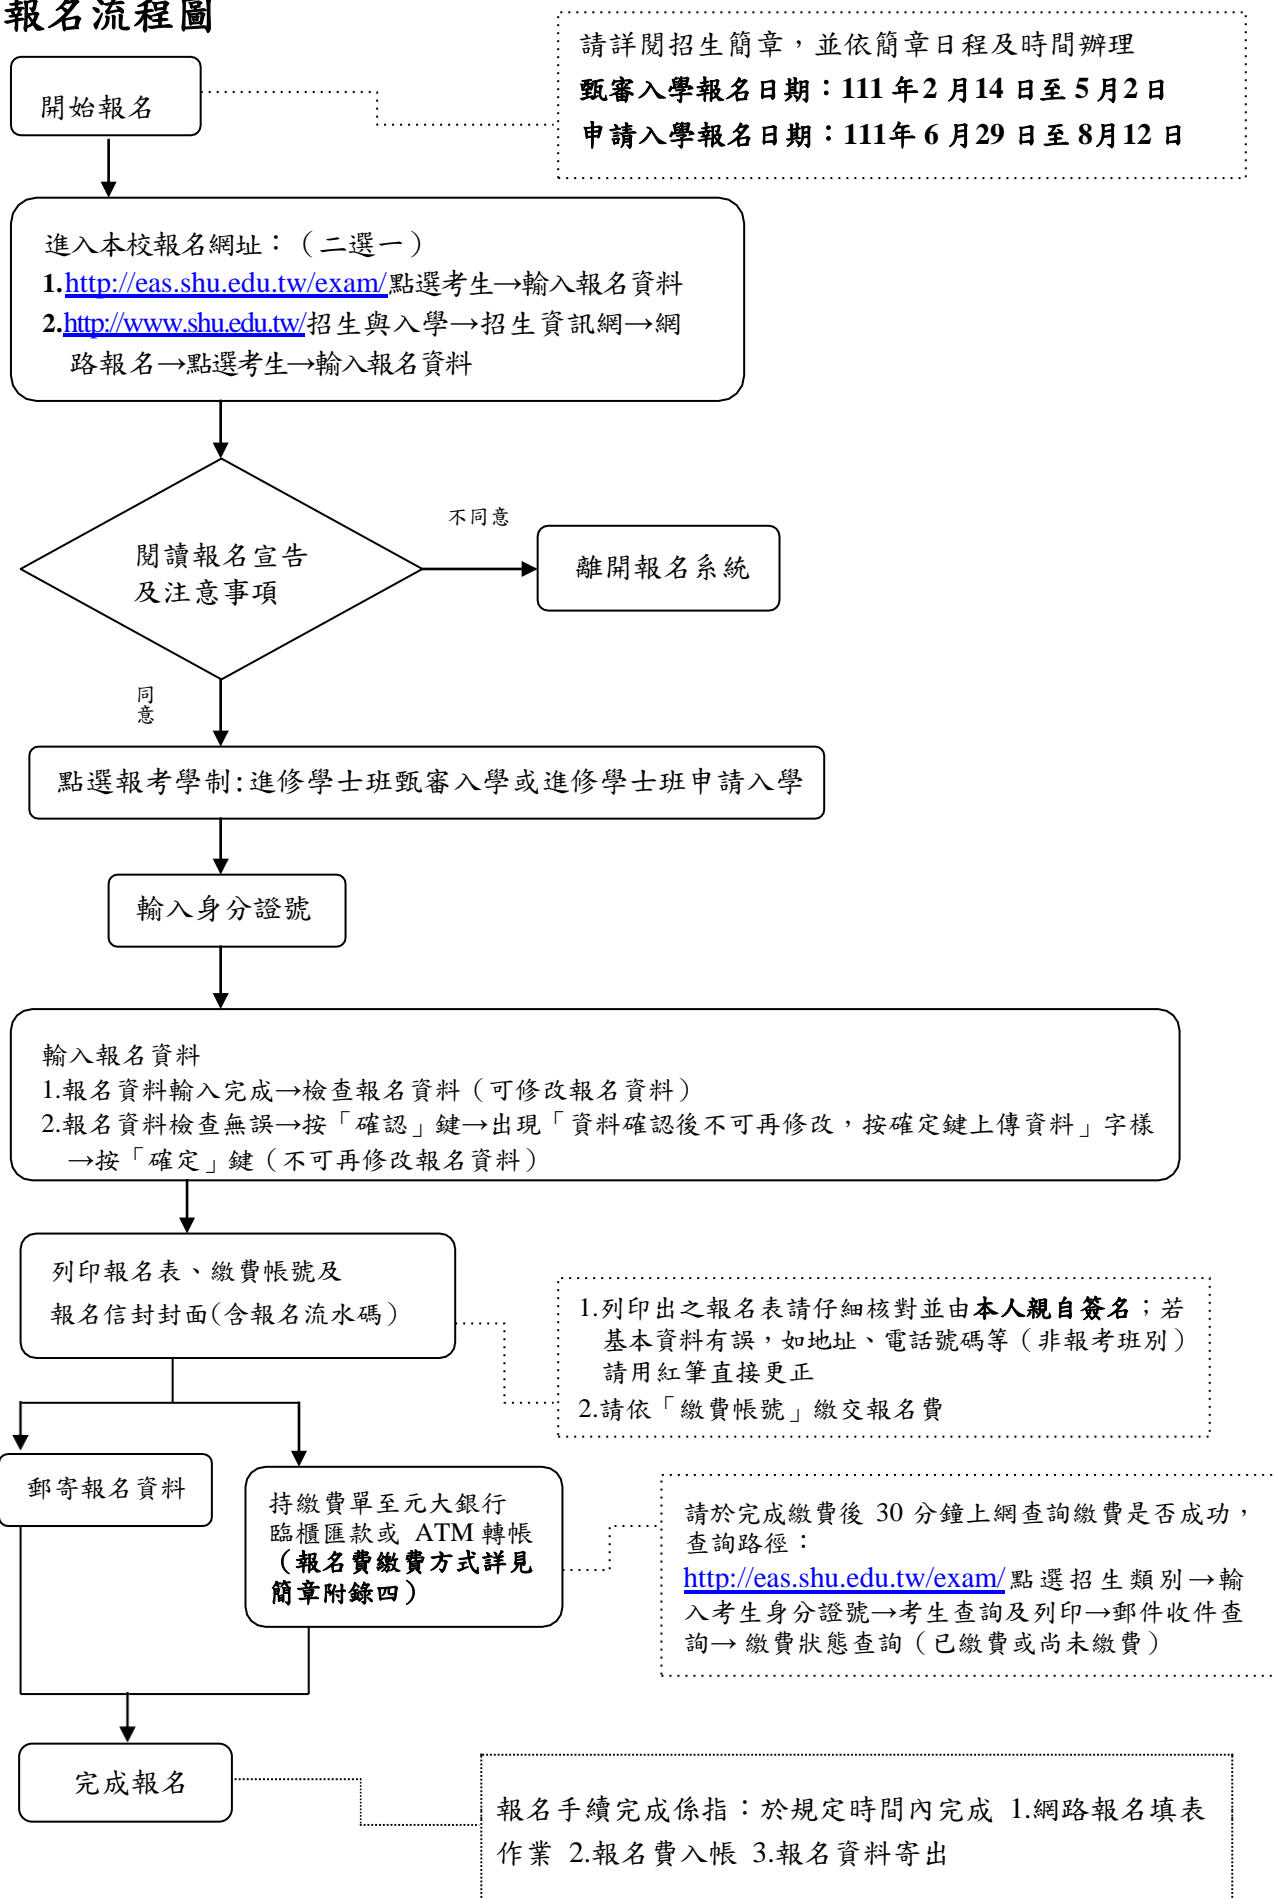 報名流程圖
開始報名
請詳閱招生簡章，並依簡章日程及時間辦理
甄審入學報名日期：111 年 2 月 14 日至 5 月 2 日
申請入學報名日期：111 年 6 月 29 日至 8 月 12 日
進入本校報名網址：（二選一）
1.http://eas.shu.edu.tw/exam/點選考生→輸入報名資料
2.http://www.shu.edu.tw/招生與入學→招生資訊網→網
路報名→點選考生→輸入報名資料
閱讀報名宣告
及注意事項
不同意
離開報名系統
同
意
點選報考學制:進修學士班甄審入學或進修學士班申請入學
輸入身分證號
輸入報名資料
1.報名資料輸入完成→檢查報名資料（可修改報名資料）
2.報名資料檢查無誤→按「確認」鍵→出現「資料確認後不可再修改，按確定鍵上傳資料」字樣
→按「確定」鍵（不可再修改報名資料）
列印報名表、繳費帳號及
報名信封封面(含報名流水碼）
1.列印出之報名表請仔細核對並由本人親自簽名；若
基本資料有誤，如地址、電話號碼等（非報考班別）
請用紅筆直接更正
2.請依「繳費帳號」繳交報名費
郵寄報名資料
持繳費單至元大銀行
臨櫃匯款或 ATM 轉帳
（報名費繳費方式詳見
簡章附錄四）
請於完成繳費後 30 分鐘上網查詢繳費是否成功，
查詢路徑：
http://eas.shu.edu.tw/exam/點選招生類別→輸
入考生身分證號→考生查詢及列印→郵件收件查
詢→ 繳費狀態查詢（已繳費或尚未繳費）
完成報名
報名手續完成係指：於規定時間內完成 1.網路報名填表
作業 2.報名費入帳 3.報名資料寄出